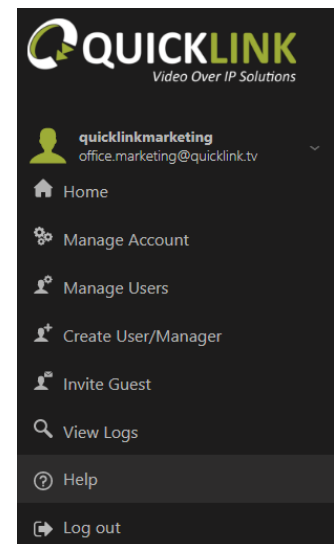 QUICKLINK
Video Over IP Solutions
quicklinkmarketing
office.marketing@quicklink.tv
Home
Manage Account
Manage Users
Create User/Manager
Invite Guest
View Logs
Help
Log out